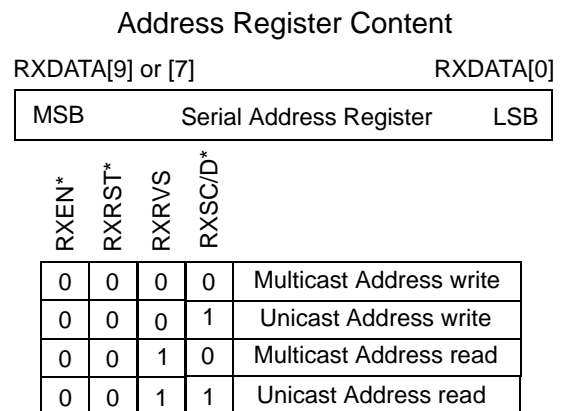 Address Register Content
RXDATA[9] or [7] RXDATA[0]
MSB Serial Address Register LSB
RXEN* RXRST* RXRVS RXSC/D*
0 0 0 0 Multicast Address write
0 0 0 1 Unicast Address write
0 0 1 0 Multicast Address read
0 0 1 1 Unicast Address read